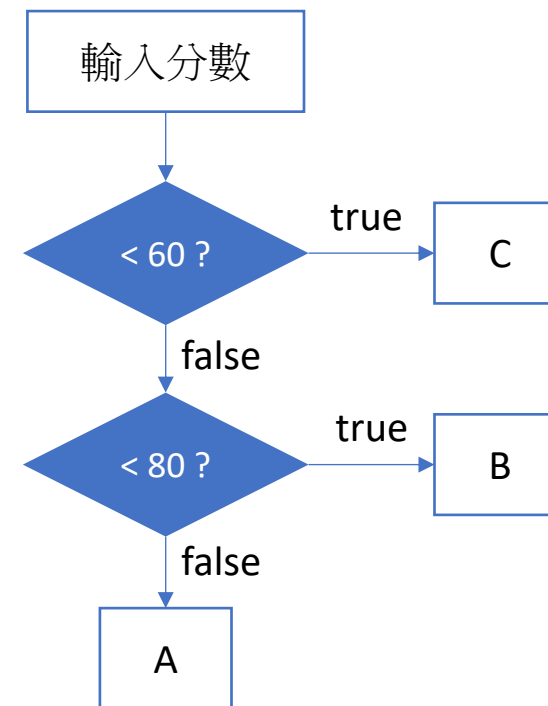 輸入分數
< 60 ?
true
C
false
< 80 ?
true
B
false
A